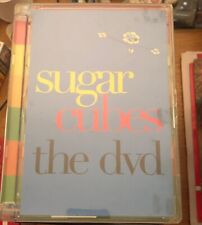 sugar
cubes
the dvd